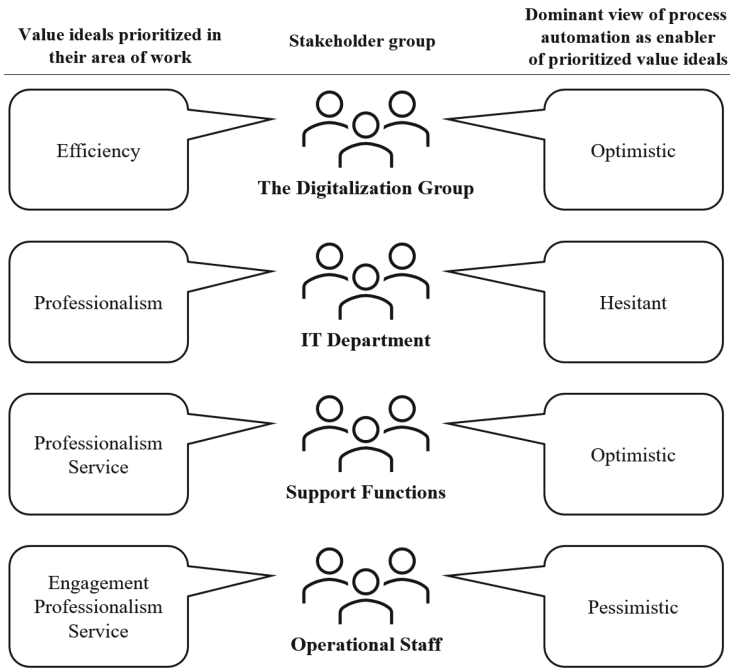 Value ideals prioritized in
their area of work
Stakeholder group
Dominant view of process
automation as enabler
of prioritized value ideals
Efficiency
The Digitalization Group
Optimistic
Professionalism
IT Department
Hesitant
Professionalism
Service
Support Functions
Optimistic
Engagement
Professionalism
Service
Operational Staff
Pessimistic